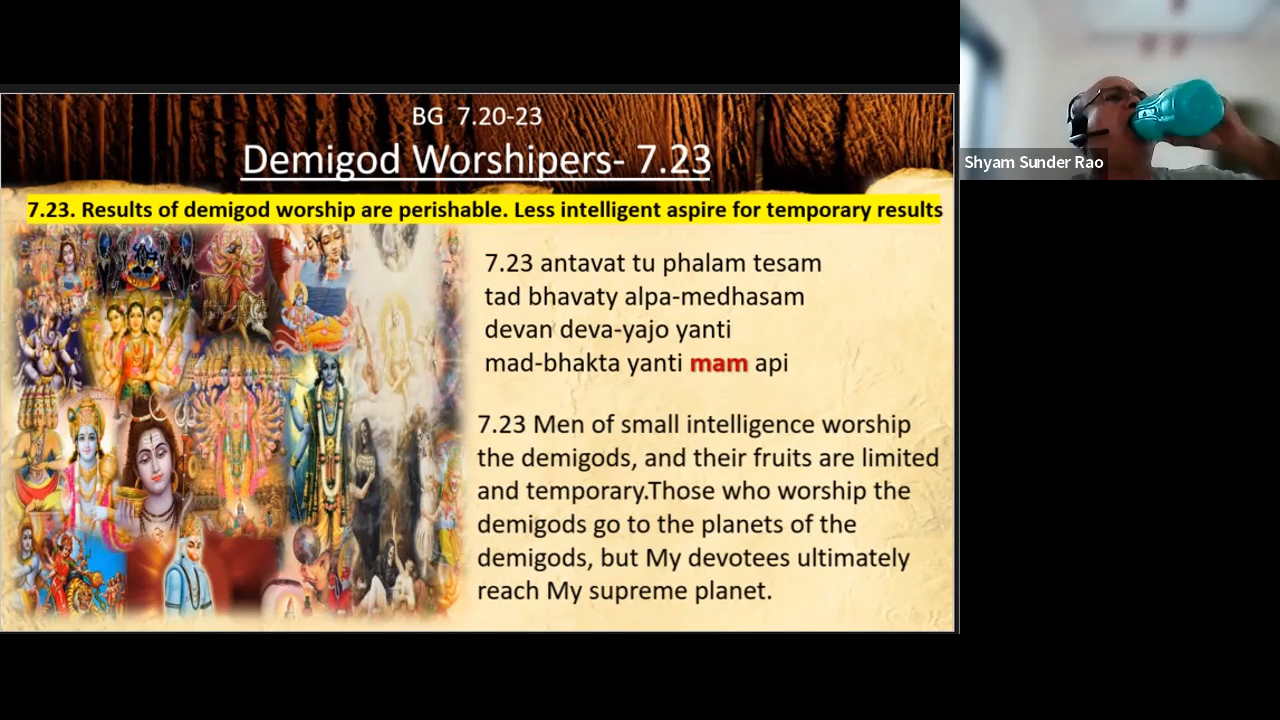 BG 7.20-23
Demigod Worshipers- 7.23
7.23. Results of demigod worship are perishable. Less intelligent aspire for temporary results
7.23 antavat tu phalam tesam
tad bhavaty alpa-medhasam
devan deva-yajo yanti
mad-bhakta yanti mam api
7.23 Men of small intelligence worship
the demigods, and their fruits are limited
and temporary.Those who worship the
demigods go to the planets of the
demigods, but My devotees ultimately
reach My supreme planet.
Shyam Sunder Rao